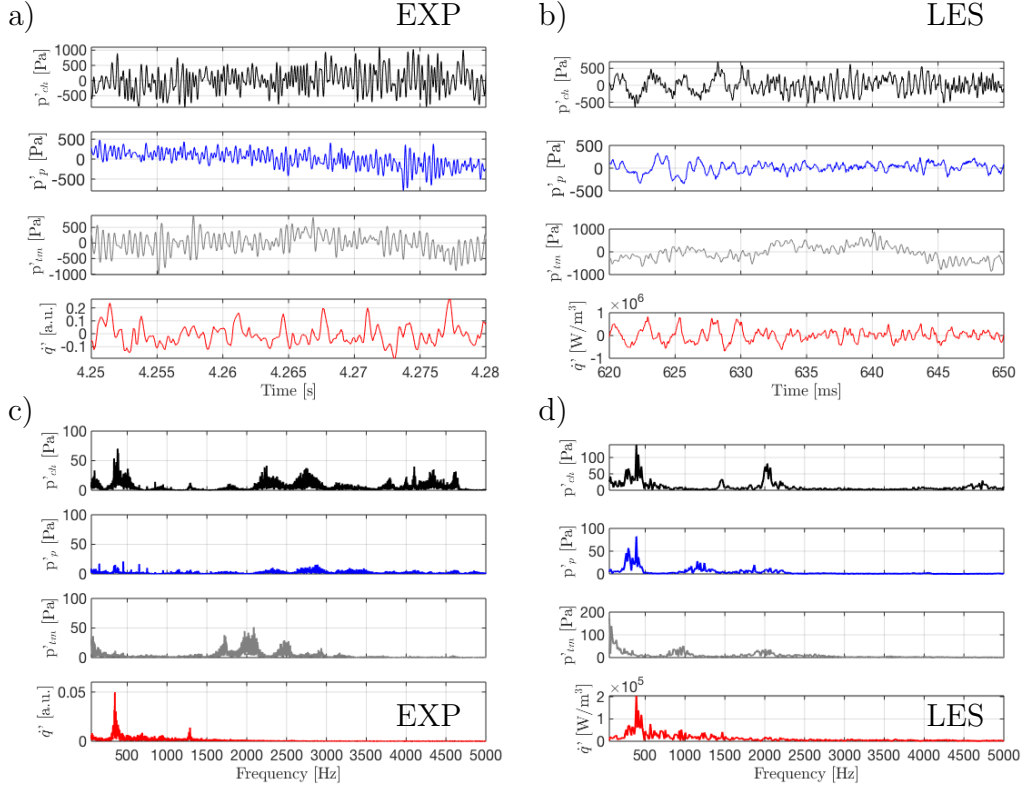 a) EXP
p'ch [Pa]
1000
500
0
-500
p'p [Pa]
500
0
-500
p'tm [Pa]
500
0
-500
-1000
q̇' [a.u.]
0.2
0.1
0
-0.1
4.25 4.255 4.26 4.265 4.27 4.275 4.28
Time [s]
b) LES
p'ch [Pa]
500
0
-500
p'p [Pa]
500
0
-500
p'tm [Pa]
1000
0
-1000
×10⁶
q̇' [W/m³]
1
0
-1
620 625 630 635 640 645 650
Time [ms]
c)
p'ch [Pa]
100
50
0
p'p [Pa]
100
50
0
p'tm [Pa]
100
50
0
q̇' [a.u.]
0.05
0
EXP
500 1000 1500 2000 2500 3000 3500 4000 4500 5000
Frequency [Hz]
d)
p'ch [Pa]
100
50
0
p'p [Pa]
100
50
0
p'tm [Pa]
200
100
0
×10⁵
q̇' [W/m³]
2
1
0
LES
500 1000 1500 2000 2500 3000 3500 4000 4500 5000
Frequency [Hz]